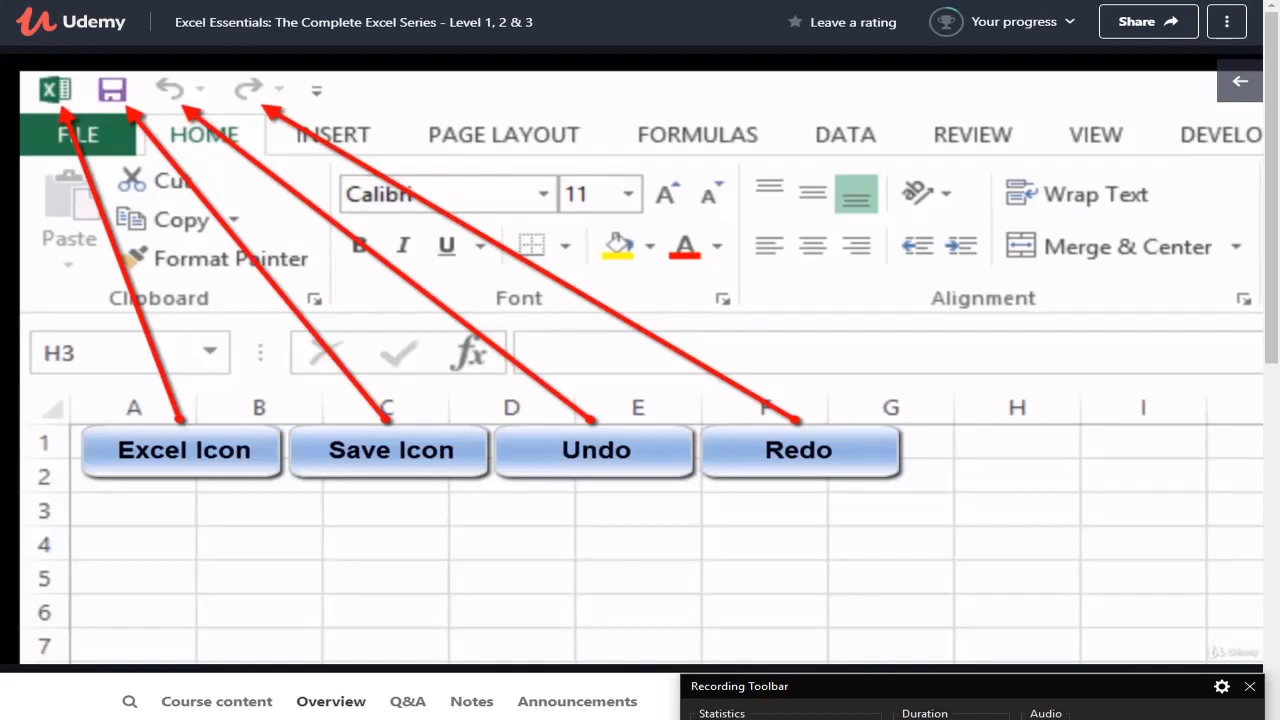 Udemy
Excel Essentials: The Complete Excel Series - Level 1, 2 & 3
Leave a rating
Your progress
Share
FILE HOME INSERT PAGE LAYOUT FORMULAS DATA REVIEW VIEW DEVELO
Cut
Calibri 11 A A
Wrap Text
Copy
Paste
B I U A
Merge & Center
Format Painter
Clipboard Font Alignment
H3 fx
A B C D E F G H I
1
Excel Icon Save Icon Undo Redo
2
3
4
5
6
7
Udemy
Course content Overview Q&A Notes Announcements
Recording Toolbar
Statistics Duration Audio